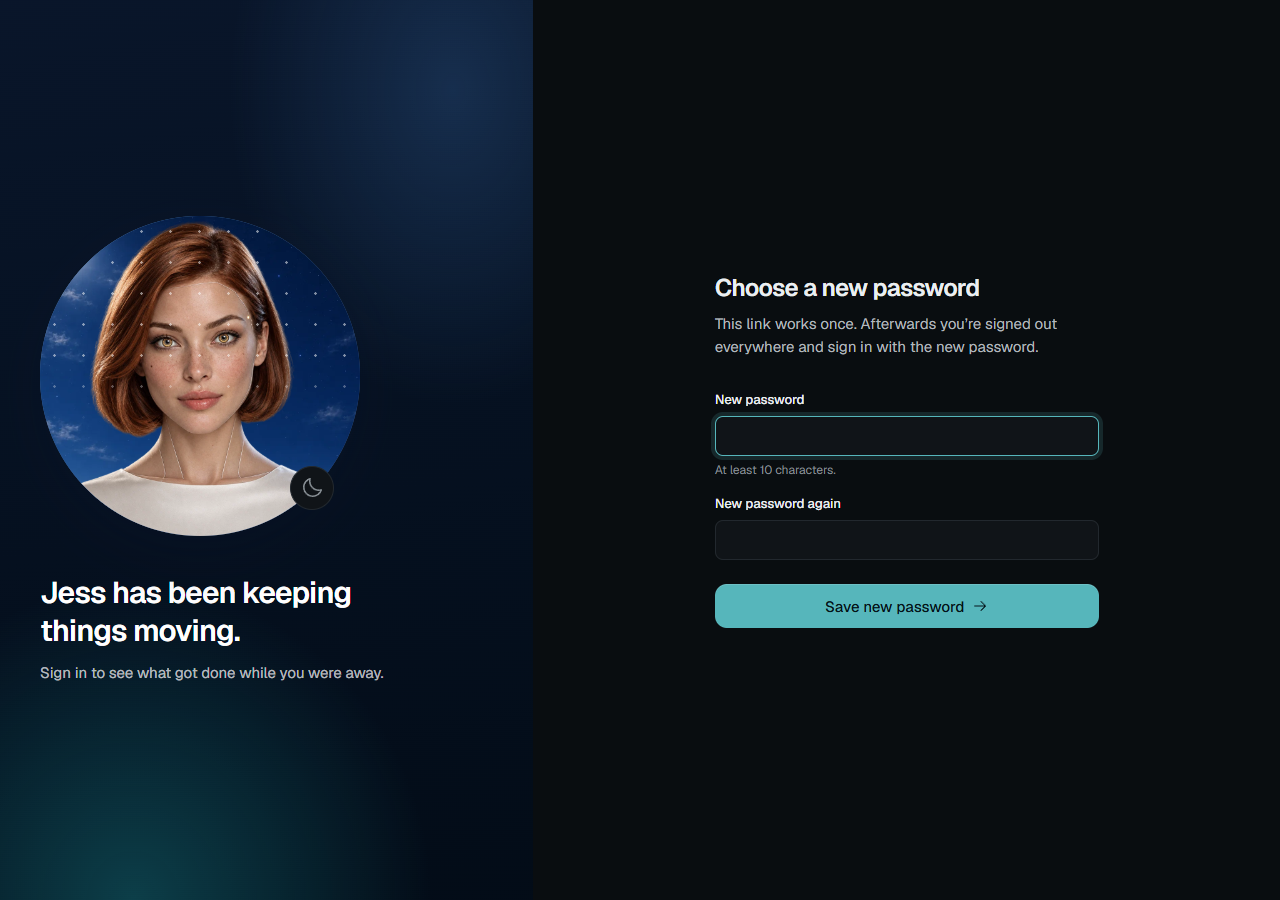 Jess has been keeping
things moving.
Sign in to see what got done while you were away.
Choose a new password
This link works once. Afterwards you’re signed out
everywhere and sign in with the new password.
New password
At least 10 characters.
New password again
Save new password →